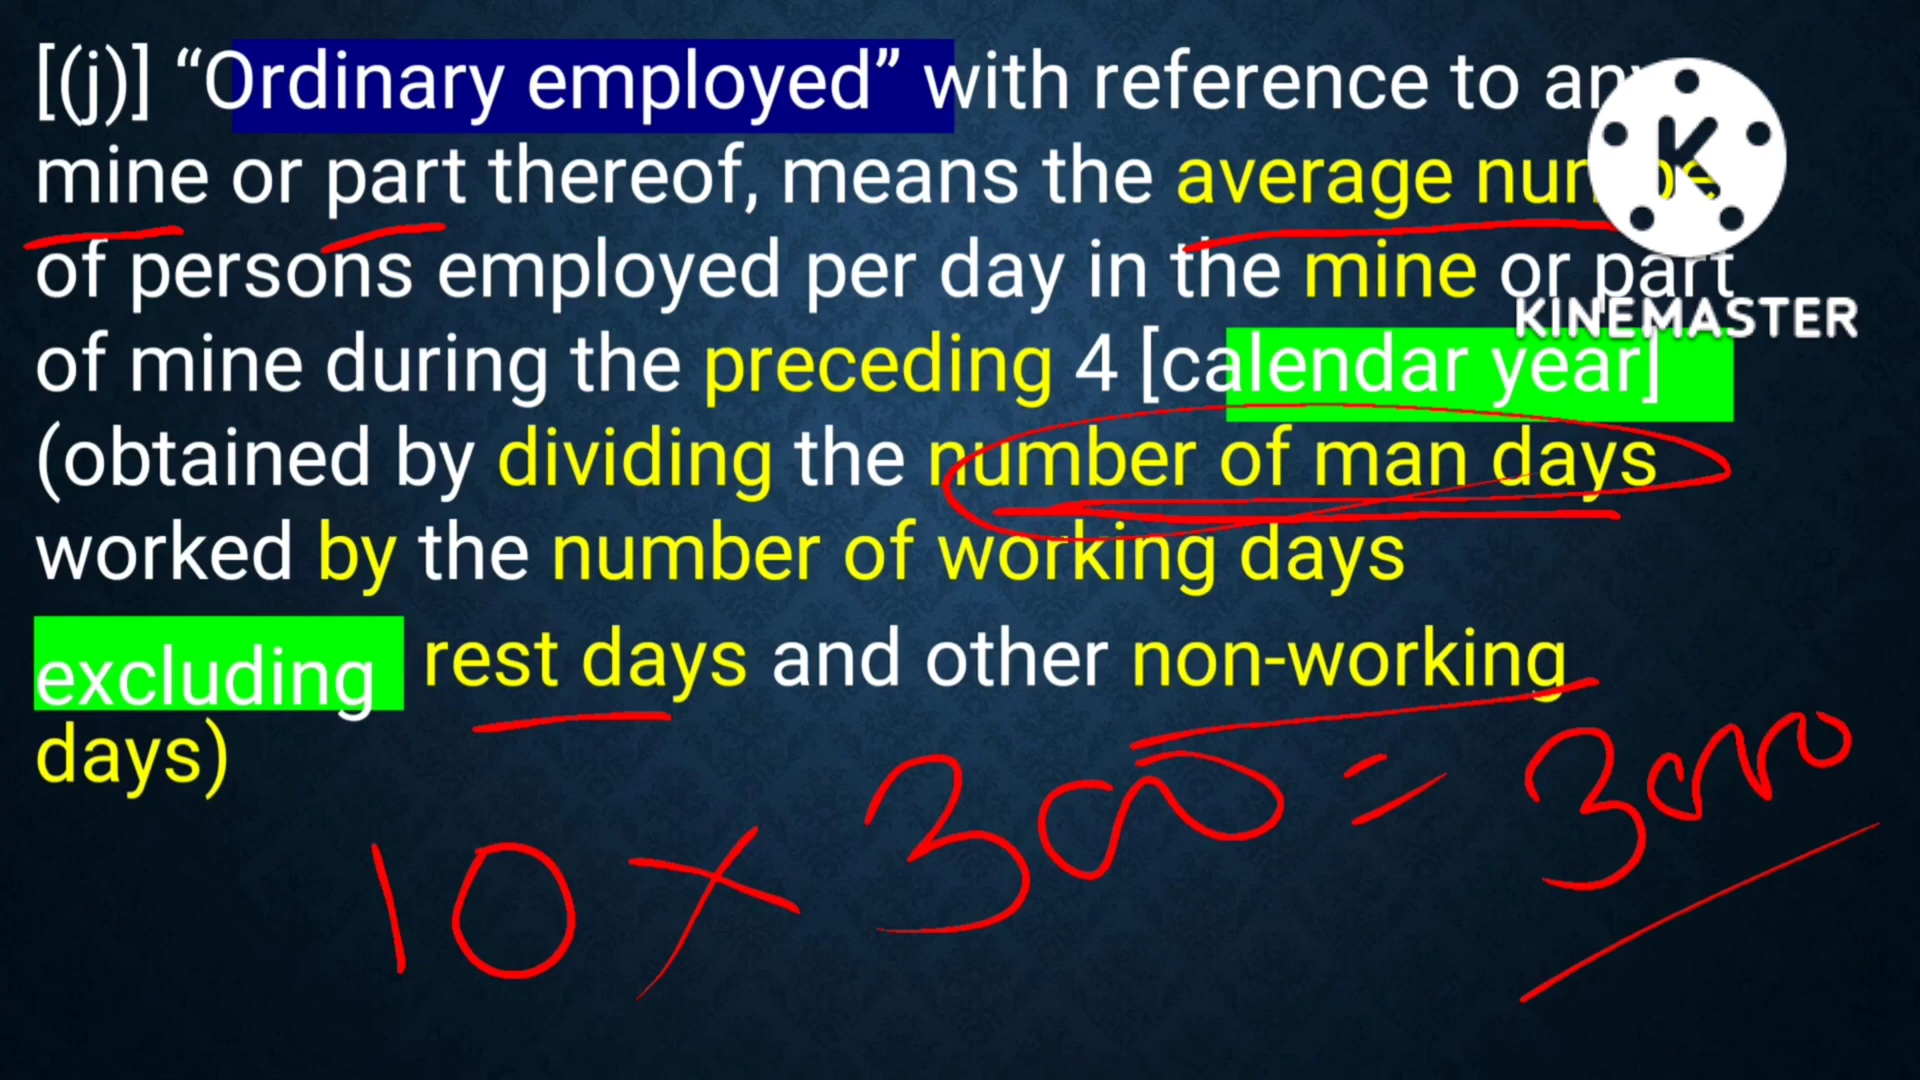 [(j)] “Ordinary employed” with reference to any
mine or part thereof, means the average numbe
of persons employed per day in the mine or part
of mine during the preceding 4 [calendar year]
(obtained by dividing the number of man days
worked by the number of working days
excluding rest days and other non-working
days)
K
KINEMASTER
10 x 300 = 3000